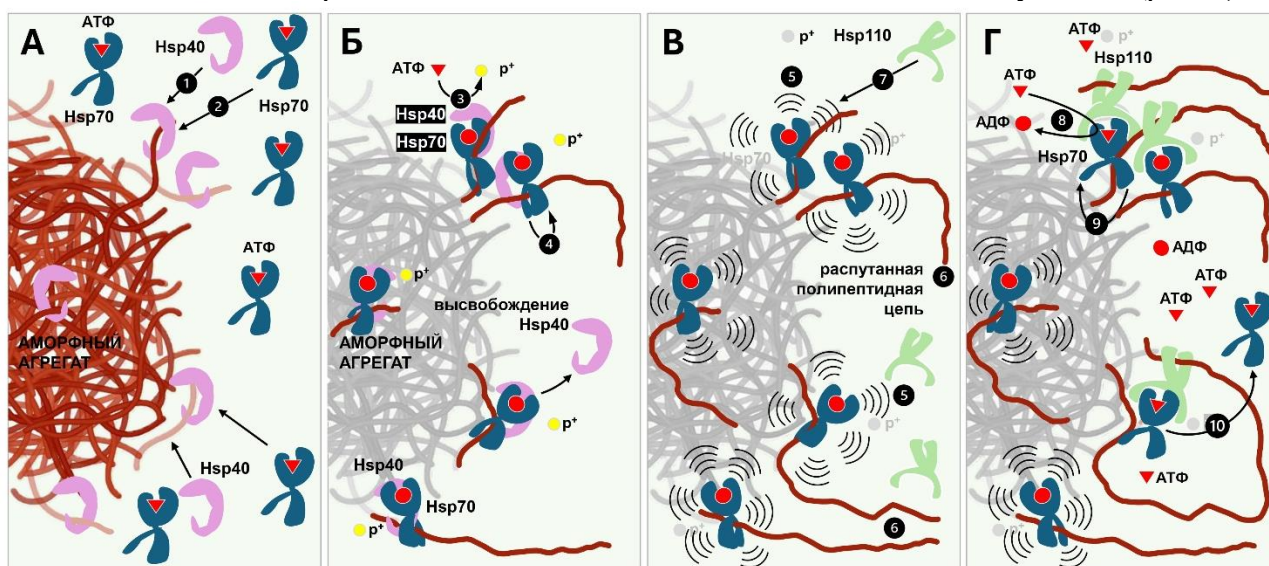 А
АТФ
Hsp40
1
2
Hsp70
Hsp70
АТФ
АМОРФНЫЙ
АГРЕГАТ
Hsp40
Б
АТФ
p⁺
3
Hsp40
Hsp70
p⁺
4
p⁺
высвобождение
Hsp40
АМОРФНЫЙ
АГРЕГАТ
p⁺
Hsp40
Hsp70
p⁺
В
p⁺
Hsp110
5
7
Hsp70
p⁺
6
распутанная
полипептидная
цепь
5
p⁺
6
p⁺
Г
АТФ
p⁺
Hsp110
АТФ
АДФ
8
Hsp70
p⁺
9
АДФ
АТФ
АТФ
10
АТФ
p⁺